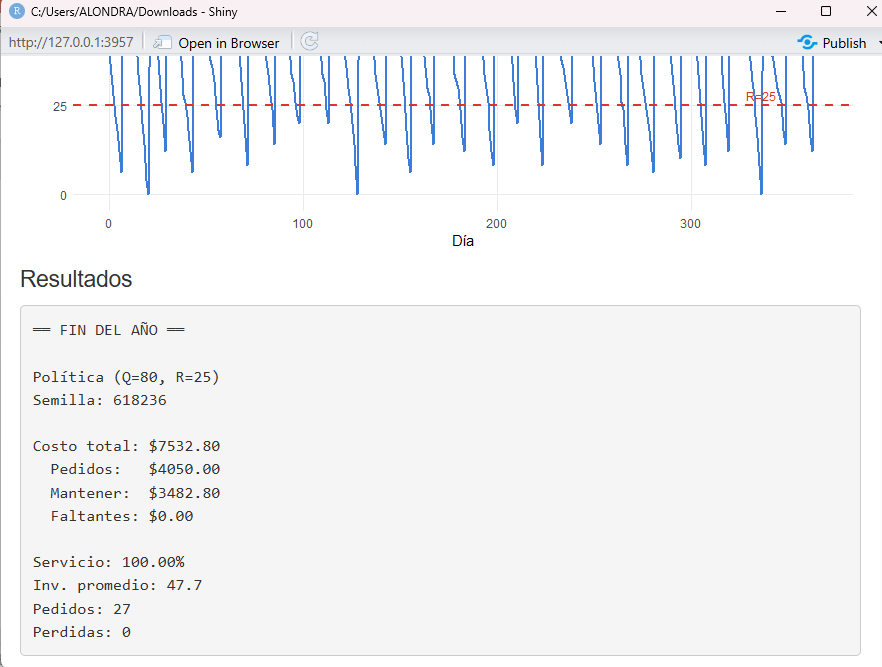 C:/Users/ALONDRA/Downloads - Shiny
http://127.0.0.1:3957 Open in Browser Publish
R=25
25
0
0 100 200 300
Día
Resultados
== FIN DEL AÑO ==
Política (Q=80, R=25)
Semilla: 618236
Costo total: $7532.80
Pedidos: $4050.00
Mantener: $3482.80
Faltantes: $0.00
Servicio: 100.00%
Inv. promedio: 47.7
Pedidos: 27
Perdidas: 0